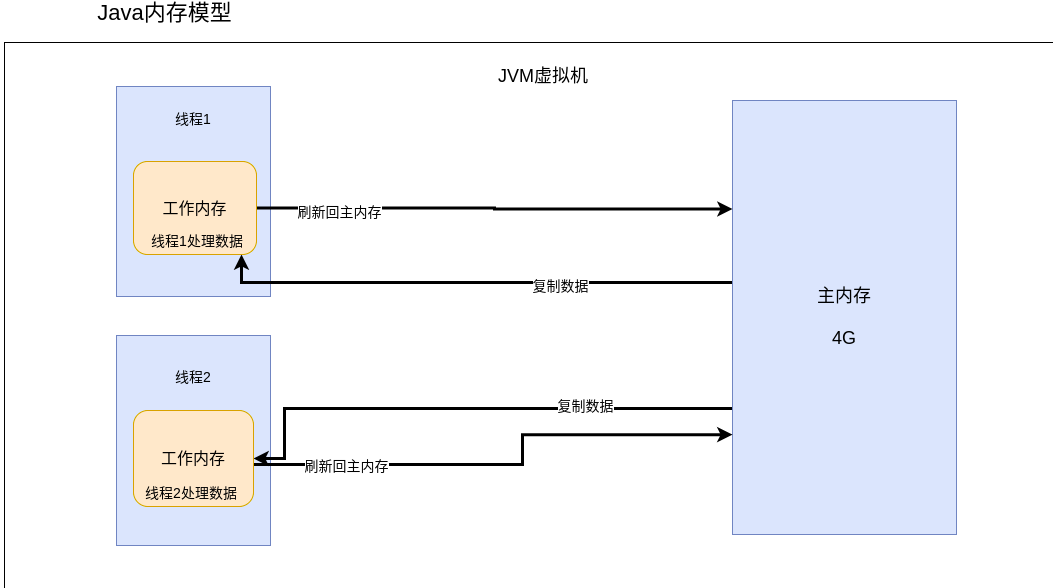 Java内存模型
JVM虚拟机
线程1
工作内存
线程1处理数据
刷新回主内存
复制数据
主内存
4G
线程2
工作内存
线程2处理数据
复制数据
刷新回主内存